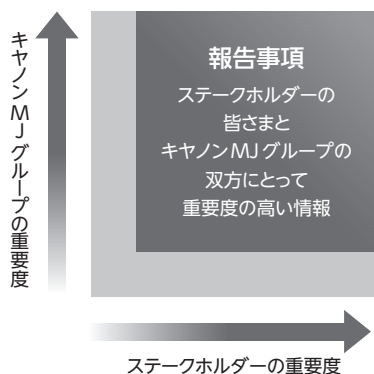 キヤノンMJグループの重要度
報告事項
ステークホルダーの
皆さまと
キヤノンMJグループの
双方にとって
重要度の高い情報
ステークホルダーの重要度